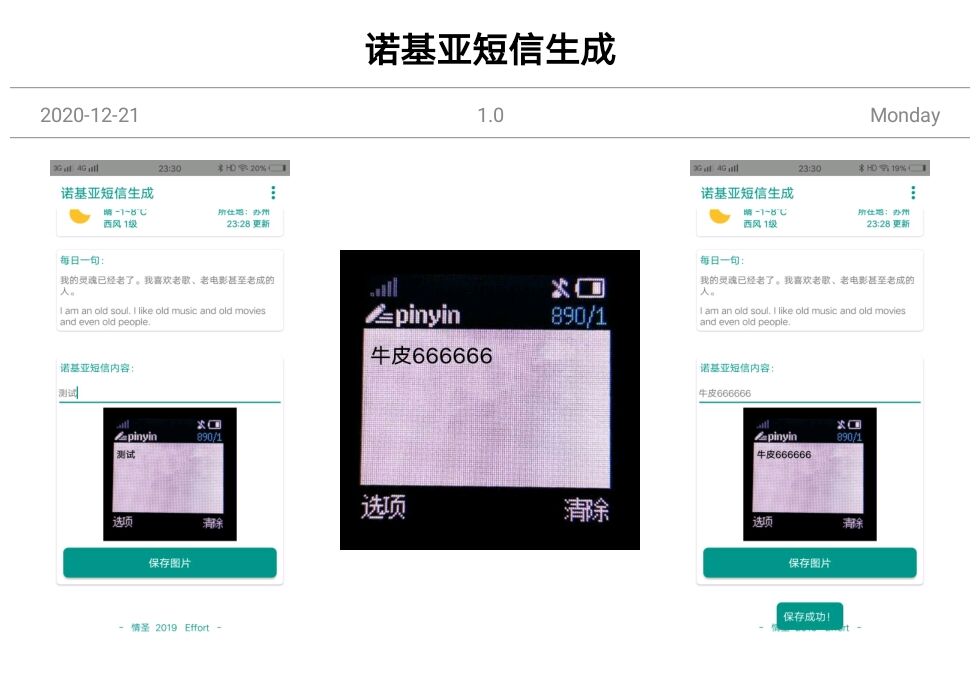 诺基亚短信生成
2020-12-21 1.0 Monday
3G 4G 23:30 HD 20%
诺基亚短信生成
晴 -1~8℃ 所在地：苏州
西风 1级 23:28 更新
每日一句：
我的灵魂已经老了。我喜欢老歌、老电影甚至老成的
人。
I am an old soul. I like old music and old movies
and even old people.
诺基亚短信内容：
测试
pinyin 890/1
测试
选项 清除
保存图片
- 情圣 2019 Effort -
pinyin 890/1
牛皮666666
选项 清除
3G 4G 23:30 HD 19%
诺基亚短信生成
晴 -1~8℃ 所在地：苏州
西风 1级 23:28 更新
每日一句：
我的灵魂已经老了。我喜欢老歌、老电影甚至老成的
人。
I am an old soul. I like old music and old movies
and even old people.
诺基亚短信内容：
牛皮666666
pinyin 890/1
牛皮666666
选项 清除
保存图片
保存成功！